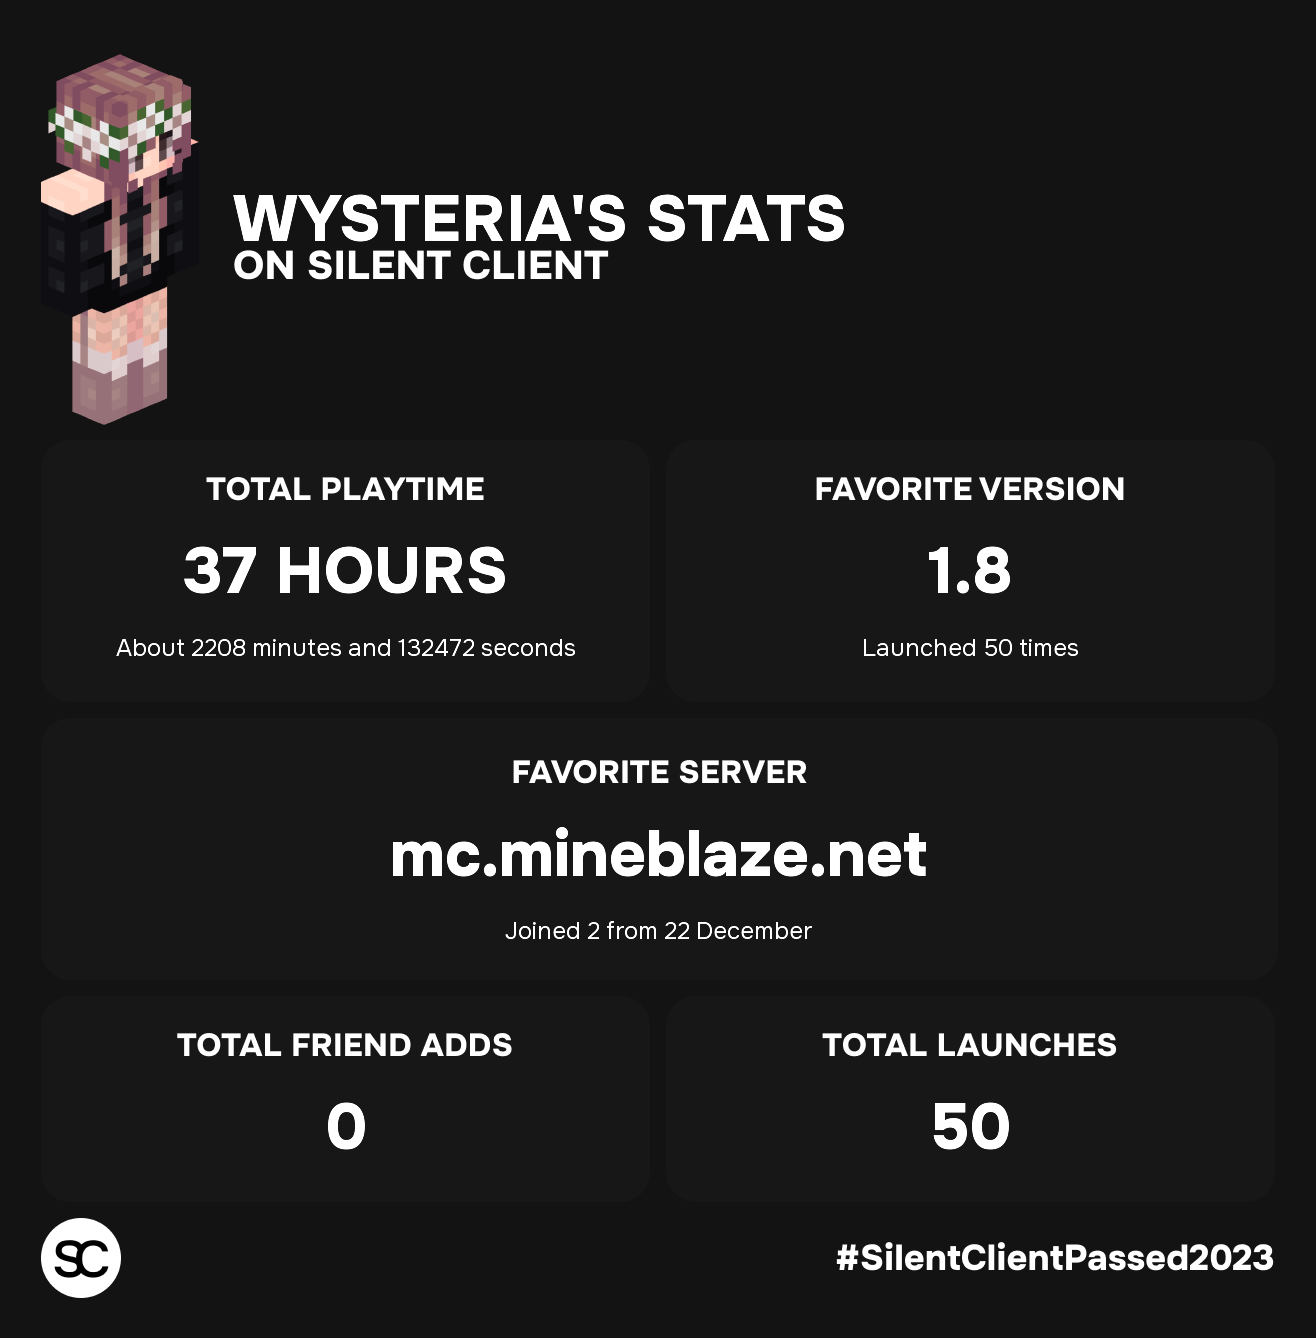 WYSTERIA'S STATS
ON SILENT CLIENT
TOTAL PLAYTIME
37 HOURS
About 2208 minutes and 132472 seconds
FAVORITE VERSION
1.8
Launched 50 times
FAVORITE SERVER
mc.mineblaze.net
Joined 2 from 22 December
TOTAL FRIEND ADDS
0
TOTAL LAUNCHES
50
SC
#SilentClientPassed2023